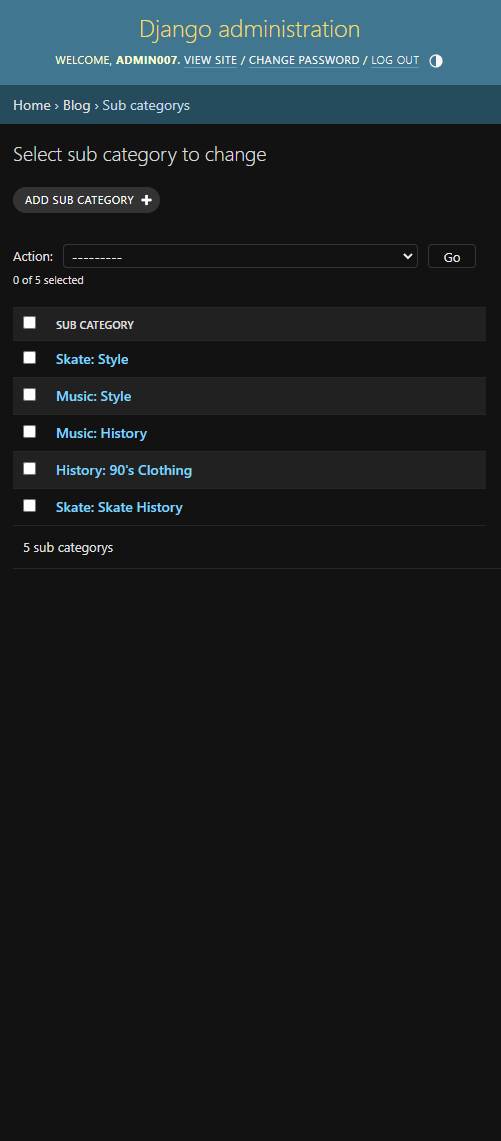 Django administration
WELCOME, ADMIN007. VIEW SITE / CHANGE PASSWORD / LOG OUT
Home › Blog › Sub categorys
Select sub category to change
ADD SUB CATEGORY +
Action: --------- Go
0 of 5 selected
SUB CATEGORY
Skate: Style
Music: Style
Music: History
History: 90's Clothing
Skate: Skate History
5 sub categorys